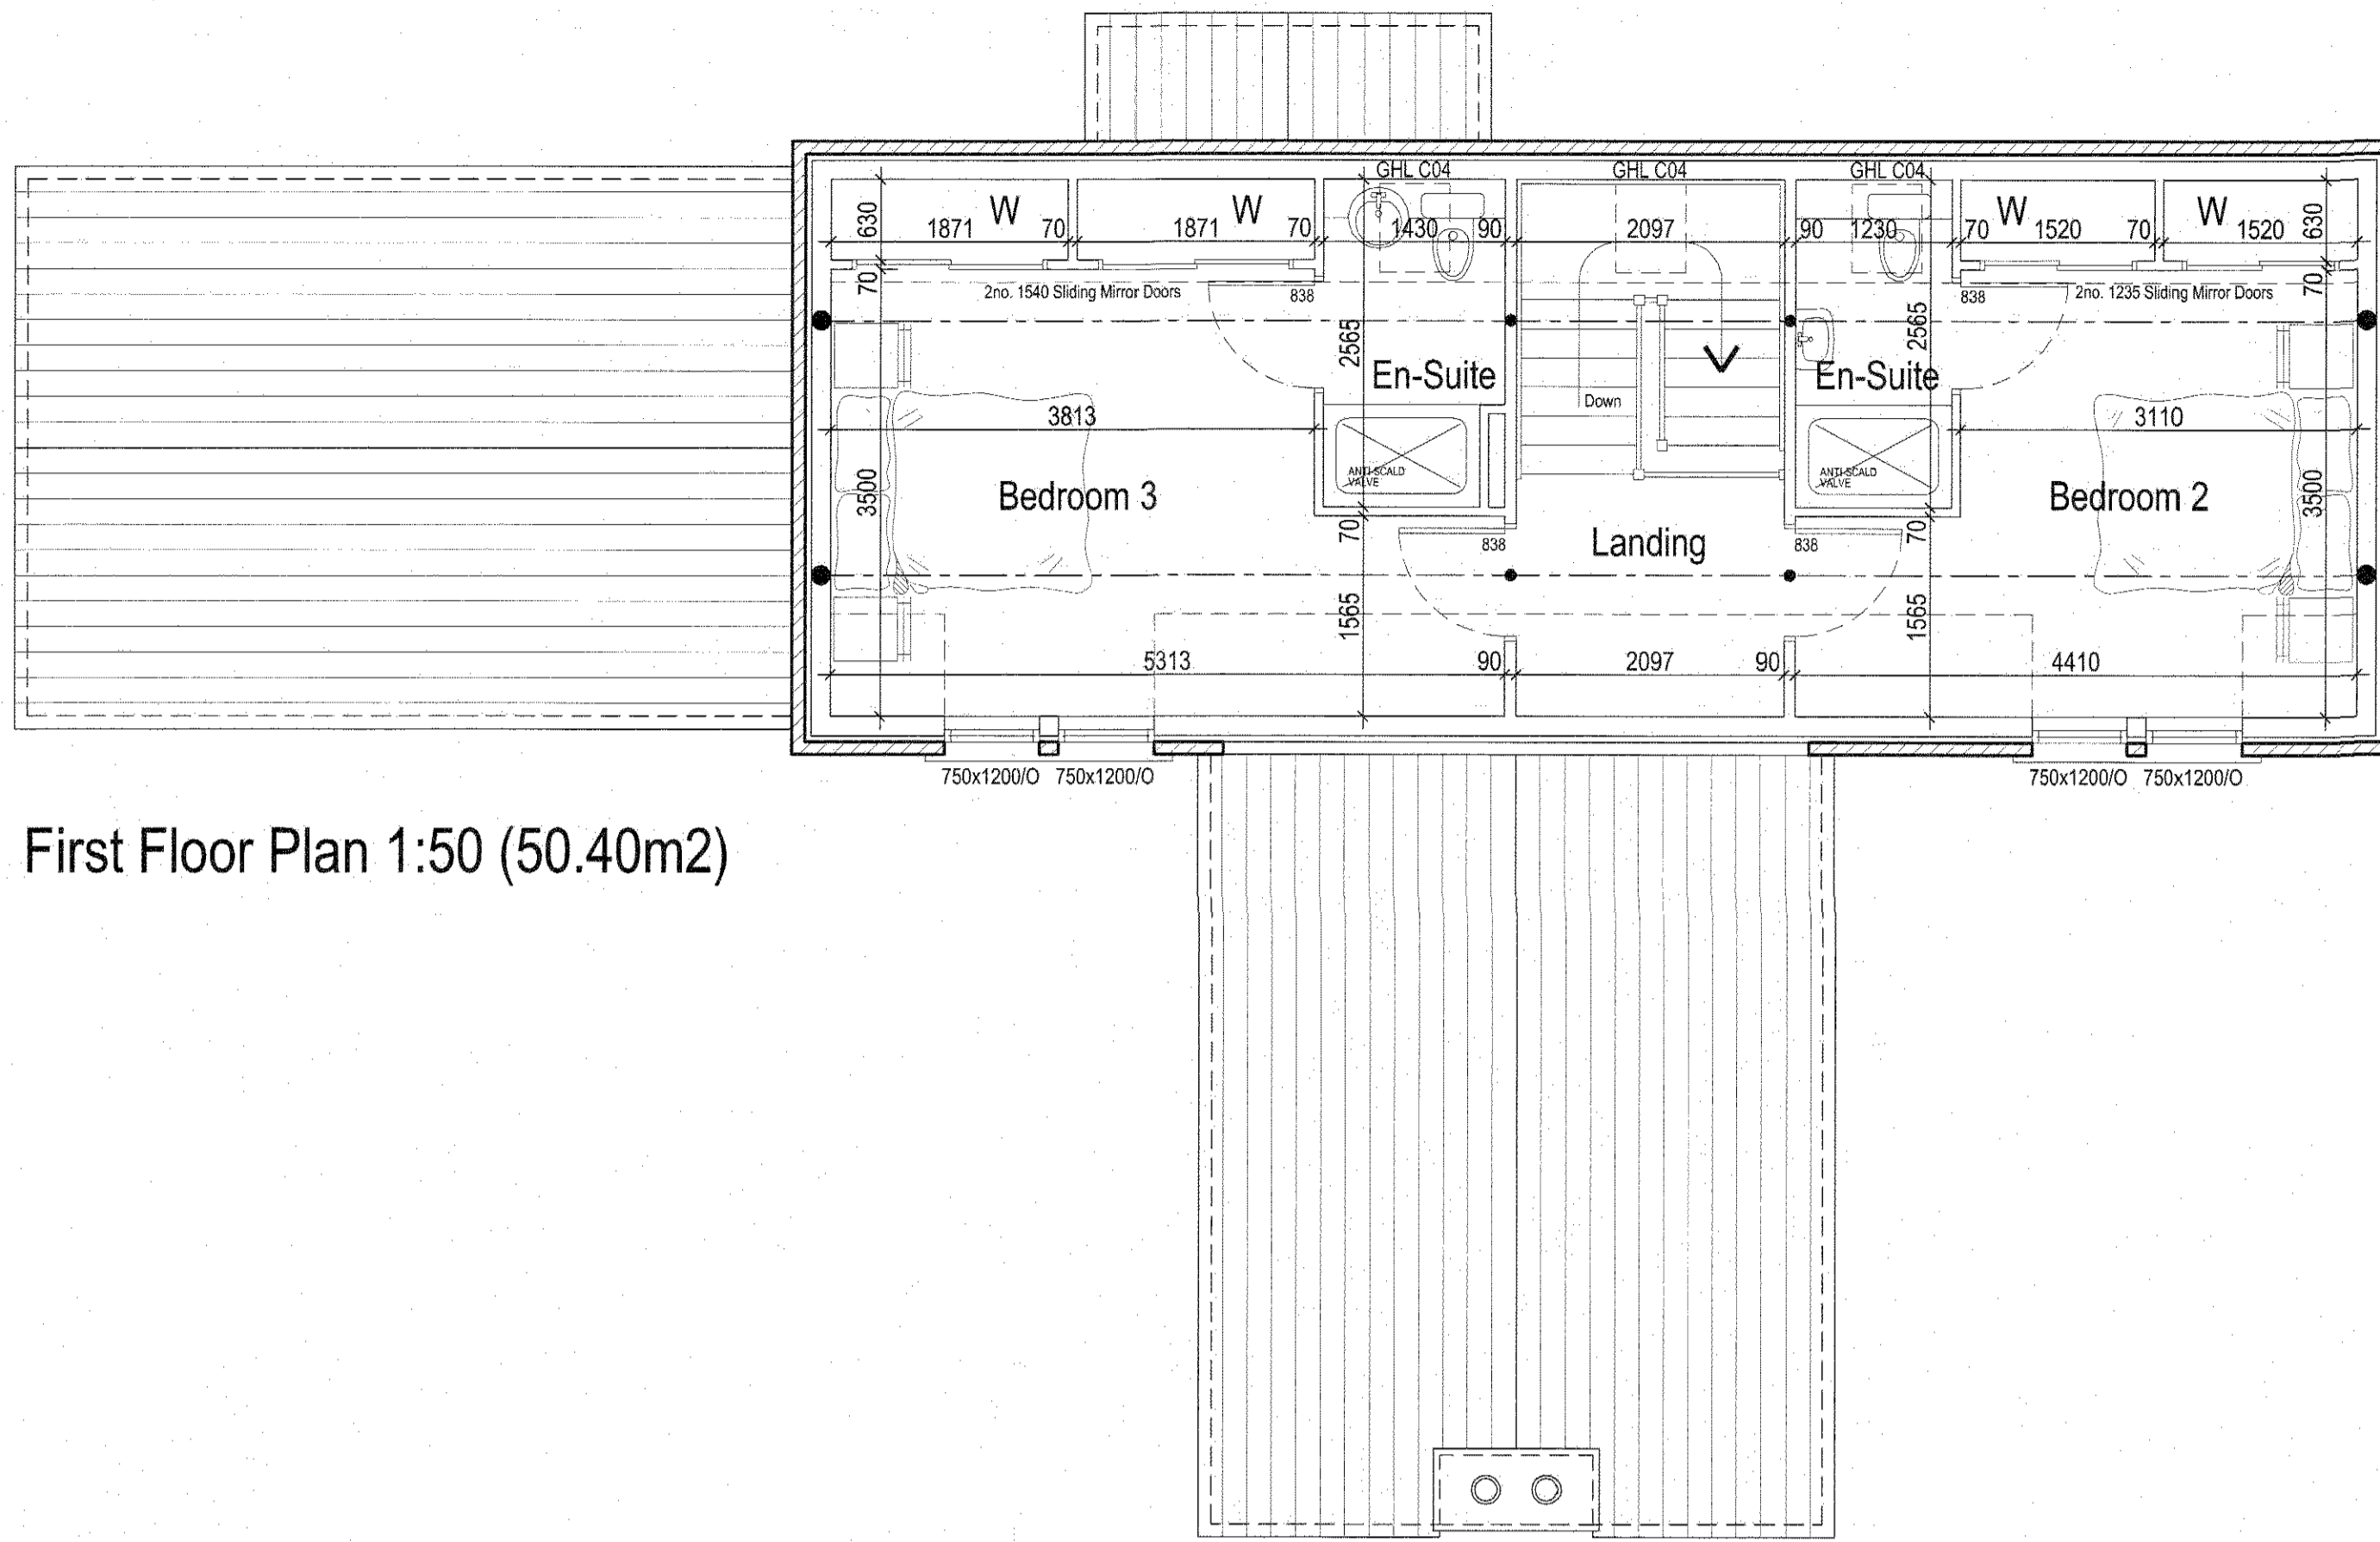 GHL C04 GHL C04 GHL C04
W W W W
630 1871 70 1871 70 1430 90 2097 90 1230 70 1520 70 1520 630
70 2no. 1540 Sliding Mirror Doors 838 838 2no. 1235 Sliding Mirror Doors 70
2565 2565
En-Suite En-Suite
Down
3813 3110
ANTI-SCALD ANTI-SCALD
VALVE VALVE
3500 Bedroom 3 Bedroom 2 3500
70 838 Landing 838 70
1565 1565
5313 90 2097 90 4410
750x1200/O 750x1200/O 750x1200/O 750x1200/O
First Floor Plan 1:50 (50.40m2)